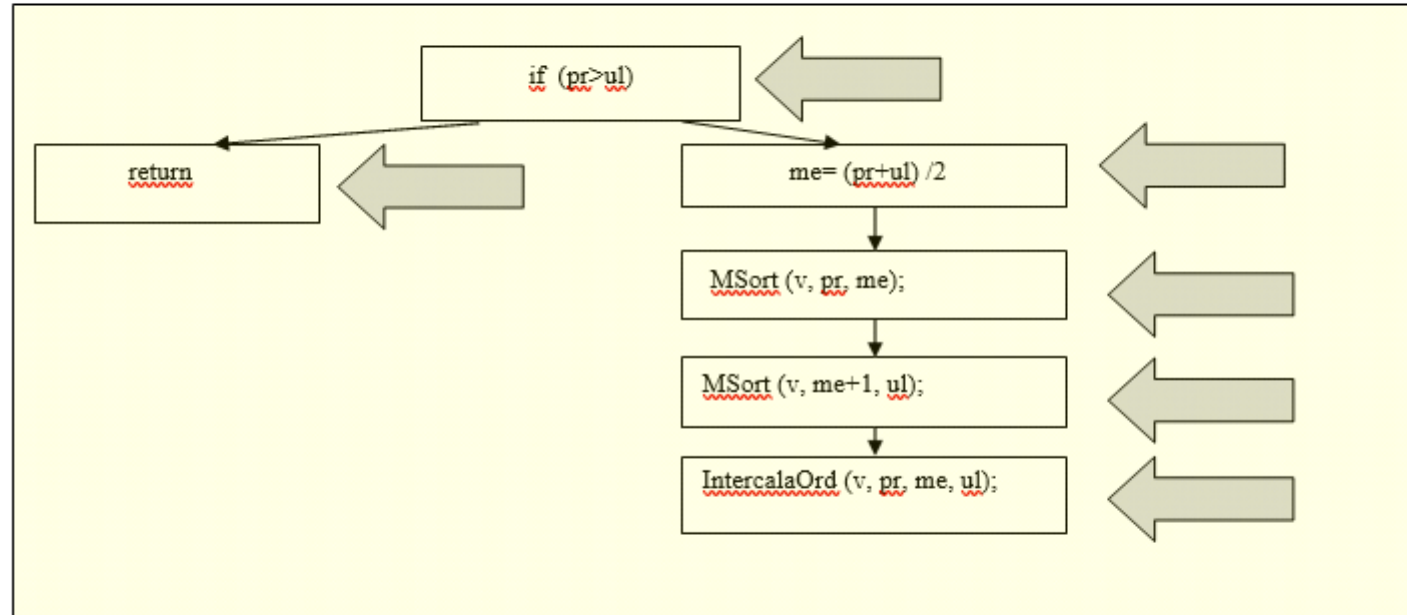 if (pr>ul)
return
me= (pr+ul) /2
MSort (v, pr, me);
MSort (v, me+1, ul);
IntercalaOrd (v, pr, me, ul);